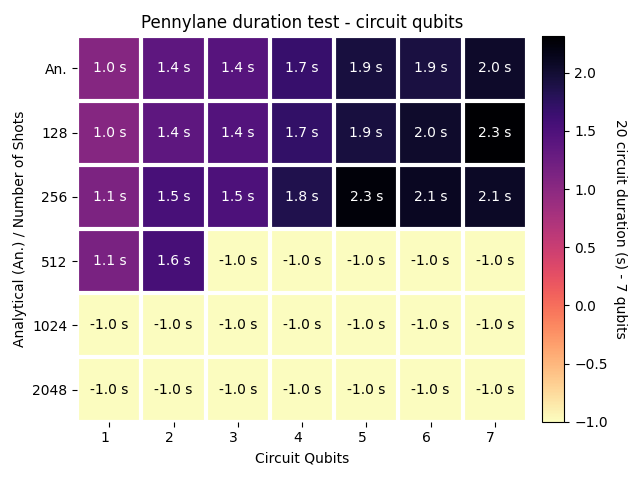 Pennylane duration test - circuit qubits
An. 1.0 s 1.4 s 1.4 s 1.7 s 1.9 s 1.9 s 2.0 s
128 1.0 s 1.4 s 1.4 s 1.7 s 1.9 s 2.0 s 2.3 s
256 1.1 s 1.5 s 1.5 s 1.8 s 2.3 s 2.1 s 2.1 s
512 1.1 s 1.6 s -1.0 s -1.0 s -1.0 s -1.0 s -1.0 s
1024 -1.0 s -1.0 s -1.0 s -1.0 s -1.0 s -1.0 s -1.0 s
2048 -1.0 s -1.0 s -1.0 s -1.0 s -1.0 s -1.0 s -1.0 s
1 2 3 4 5 6 7
Circuit Qubits
Analytical (An.) / Number of Shots
2.0
1.5
1.0
0.5
0.0
−0.5
−1.0
20 circuit duration (s) - 7 qubits